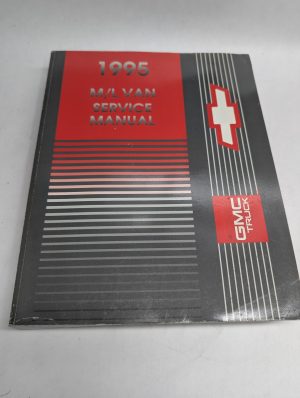 1995
M/L VAN
SERVICE
MANUAL
GMC
TRUCK